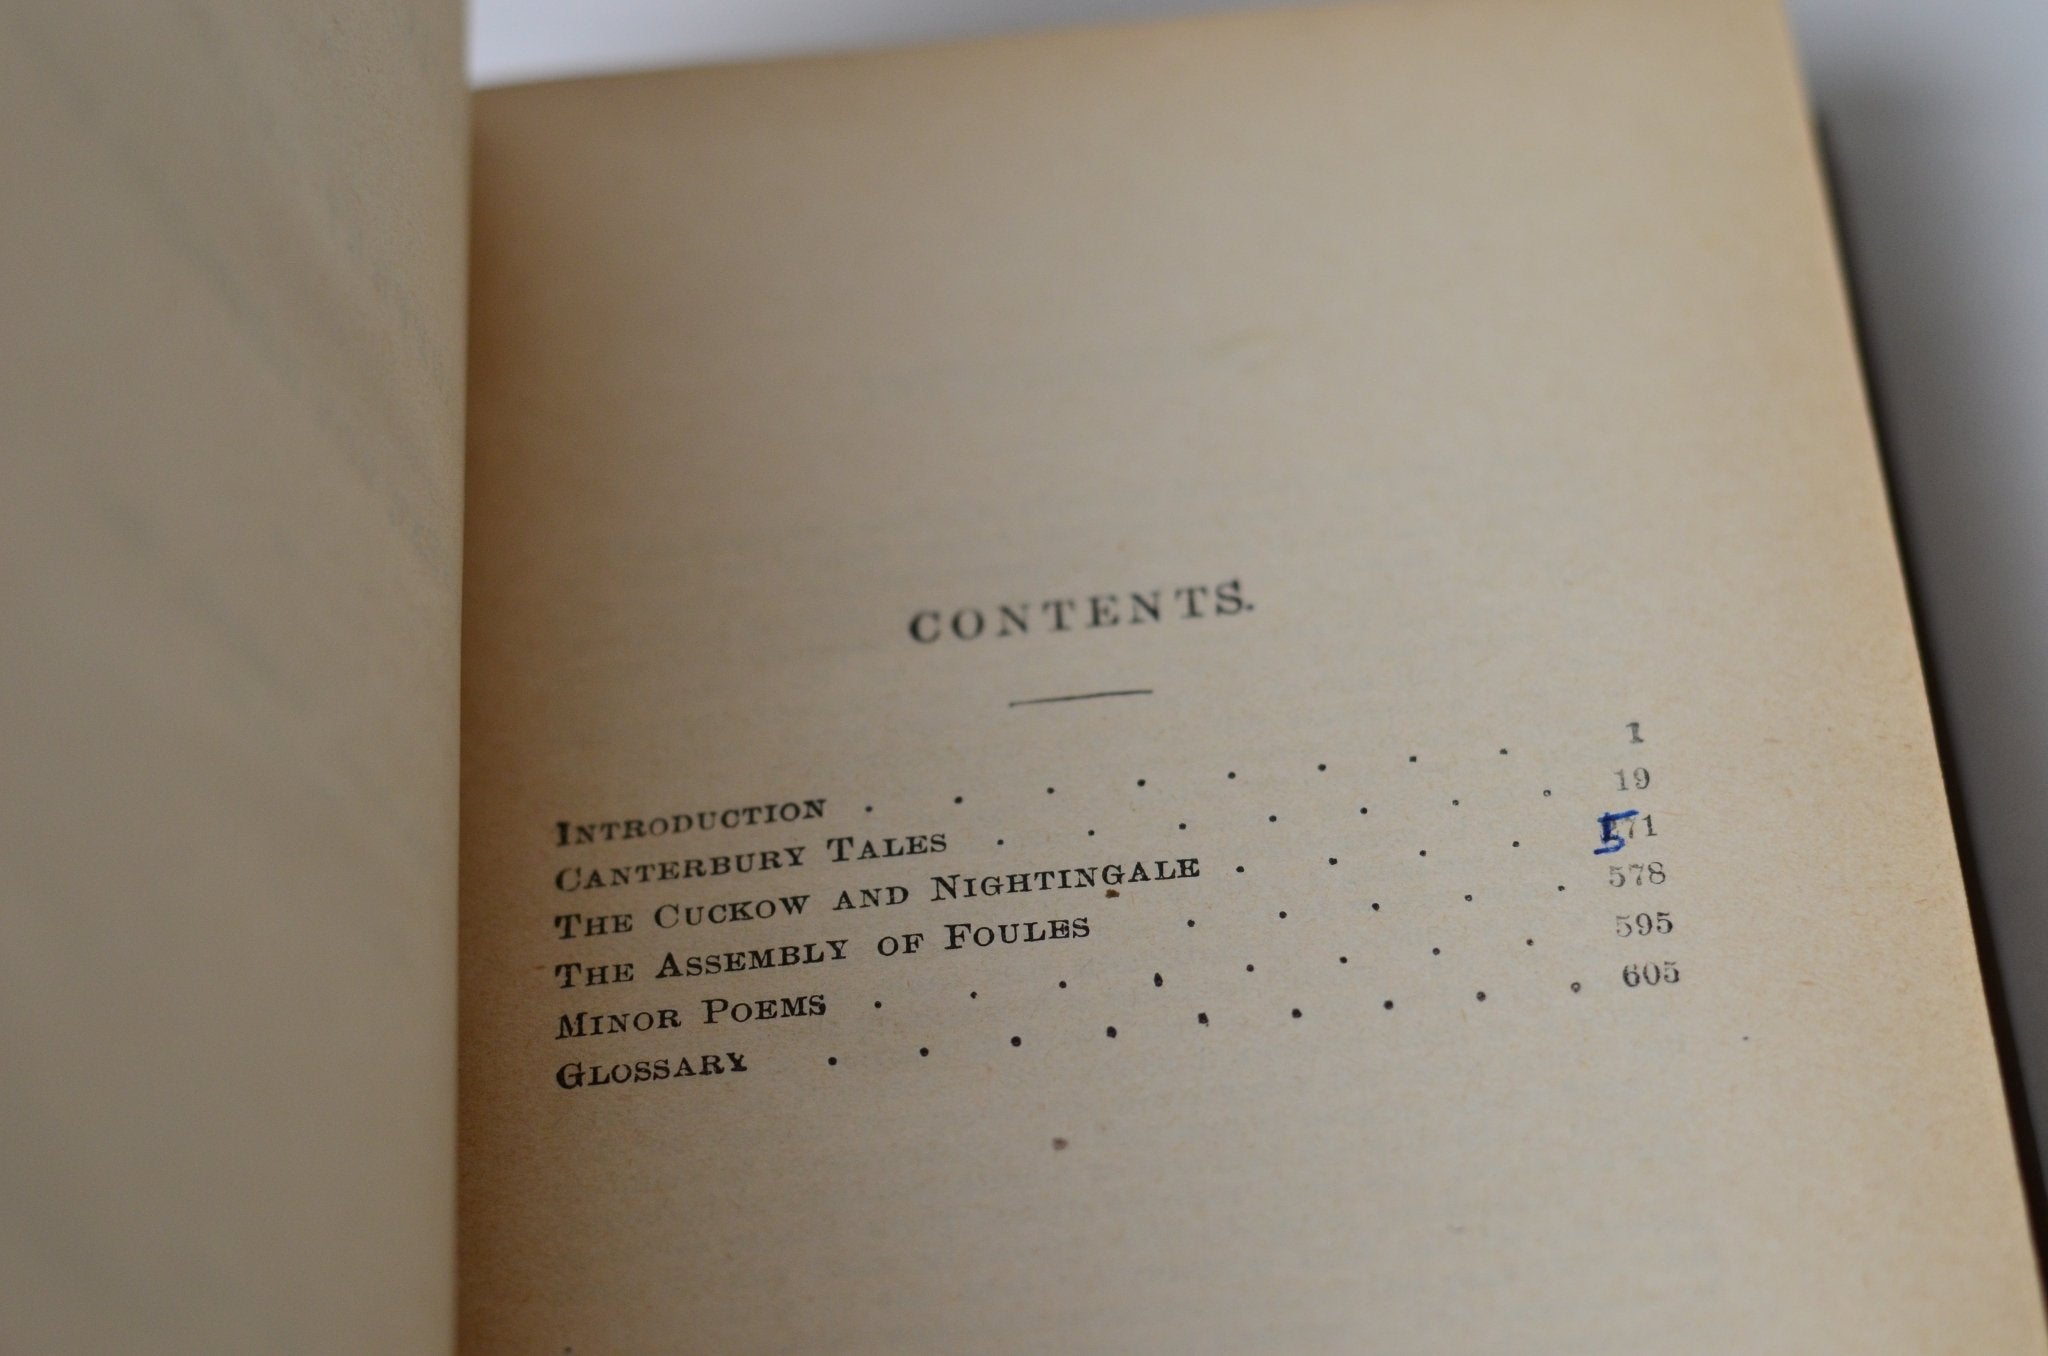 CONTENTS.
INTRODUCTION . . . . . . . . 1
CANTERBURY TALES . . . . . . . 19
THE CUCKOW AND NIGHTINGALE . . . . 571
THE ASSEMBLY OF FOULES . . . . . 578
MINOR POEMS . . . . . . . . 595
GLOSSARY . . . . . . . . . 605